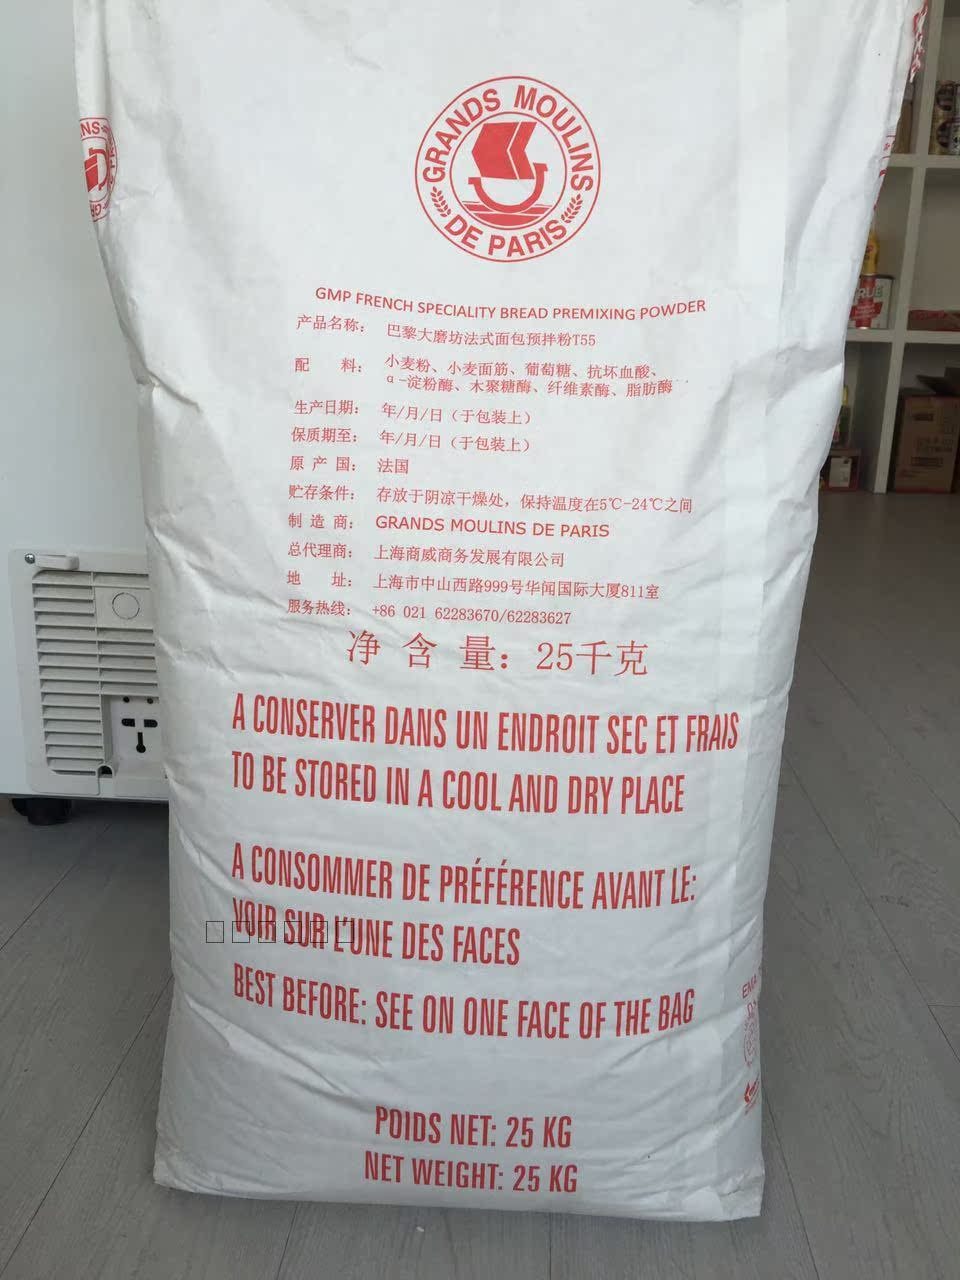 GRANDS MOULINS
DE PARIS
GMP FRENCH SPECIALITY BREAD PREMIXING POWDER
产品名称： 巴黎大磨坊法式面包预拌粉T55
配 料： 小麦粉、小麦面筋、葡萄糖、抗坏血酸、
α-淀粉酶、木聚糖酶、纤维素酶、脂肪酶
生产日期： 年/月/日（于包装上）
保质期至： 年/月/日（于包装上）
原 产 国： 法国
贮存条件： 存放于阴凉干燥处，保持温度在5℃-24℃之间
制 造 商： GRANDS MOULINS DE PARIS
总代理商： 上海商威商务发展有限公司
地 址： 上海市中山西路999号华闻国际大厦811室
服务热线： +86 021 62283670/62283627
净 含 量：25千克
A CONSERVER DANS UN ENDROIT SEC ET FRAIS
TO BE STORED IN A COOL AND DRY PLACE
A CONSOMMER DE PRÉFÉRENCE AVANT LE:
VOIR SUR L'UNE DES FACES
BEST BEFORE: SEE ON ONE FACE OF THE BAG
POIDS NET: 25 KG
NET WEIGHT: 25 KG